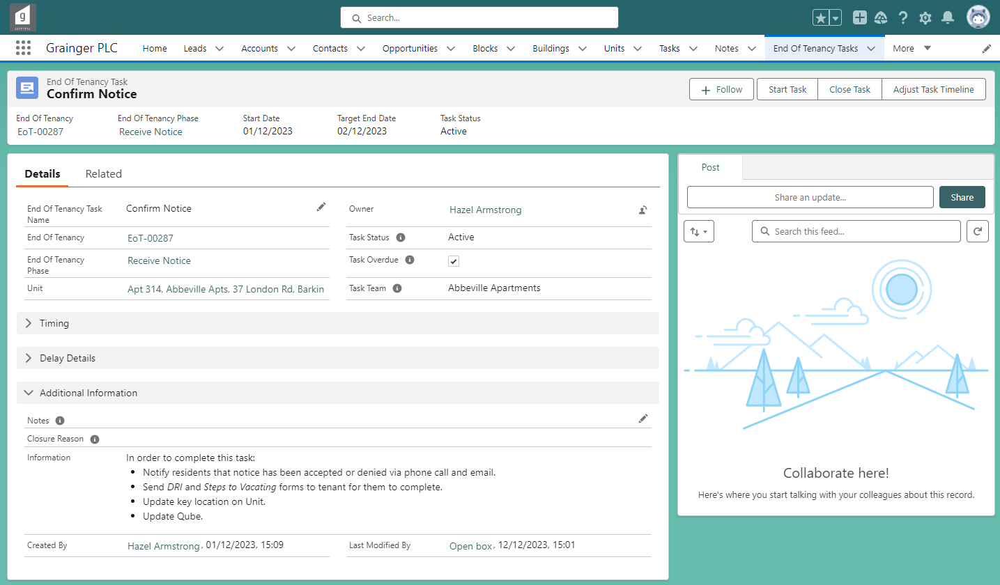 g
Search...
Grainger PLC
Home
Leads
Accounts
Contacts
Opportunities
Blocks
Buildings
Units
Tasks
Notes
End Of Tenancy Tasks
More
End Of Tenancy Task
Confirm Notice
Follow
Start Task
Close Task
Adjust Task Timeline
End Of Tenancy
End Of Tenancy Phase
Start Date
Target End Date
Task Status
EoT-00287
Receive Notice
01/12/2023
02/12/2023
Active
Details
Related
End Of Tenancy Task
Name
Confirm Notice
Owner
Hazel Armstrong
End Of Tenancy
EoT-00287
Task Status
Active
End Of Tenancy
Phase
Receive Notice
Task Overdue
Unit
Apt 314, Abbeville Apts, 37 London Rd, Barkin
Task Team
Abbeville Apartments
Timing
Delay Details
Additional Information
Notes
Closure Reason
Information
In order to complete this task:
• Notify residents that notice has been accepted or denied via phone call and email.
• Send DRI and Steps to Vacating forms to tenant for them to complete.
• Update key location on Unit.
• Update Qube.
Created By
Hazel Armstrong, 01/12/2023, 15:09
Last Modified By
Open box, 12/12/2023, 15:01
Post
Share an update...
Share
Search this feed...
Collaborate here!
Here's where you start talking with your colleagues about this record.